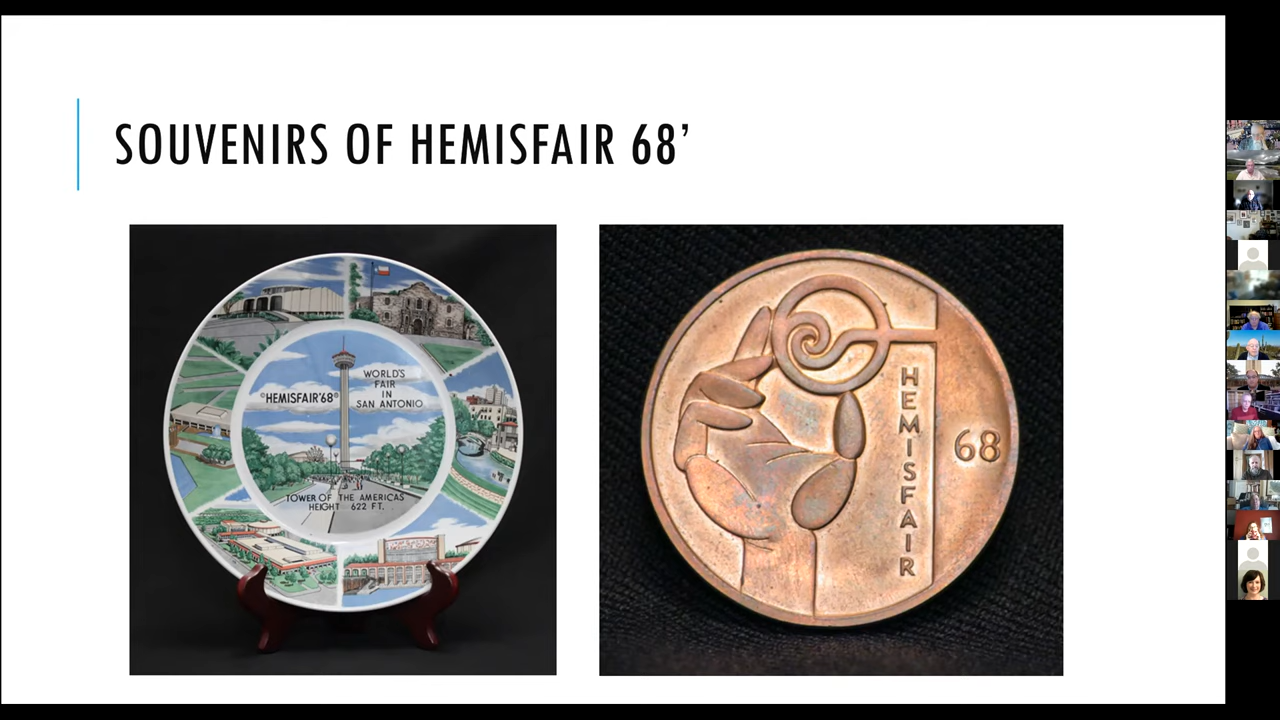 SOUVENIRS OF HEMISFAIR 68’
©HEMISFAIR'68®
WORLD'S
FAIR
IN
SAN ANTONIO
TOWER OF THE AMERICAS
HEIGHT 622 FT.
HEMISFAIR
68